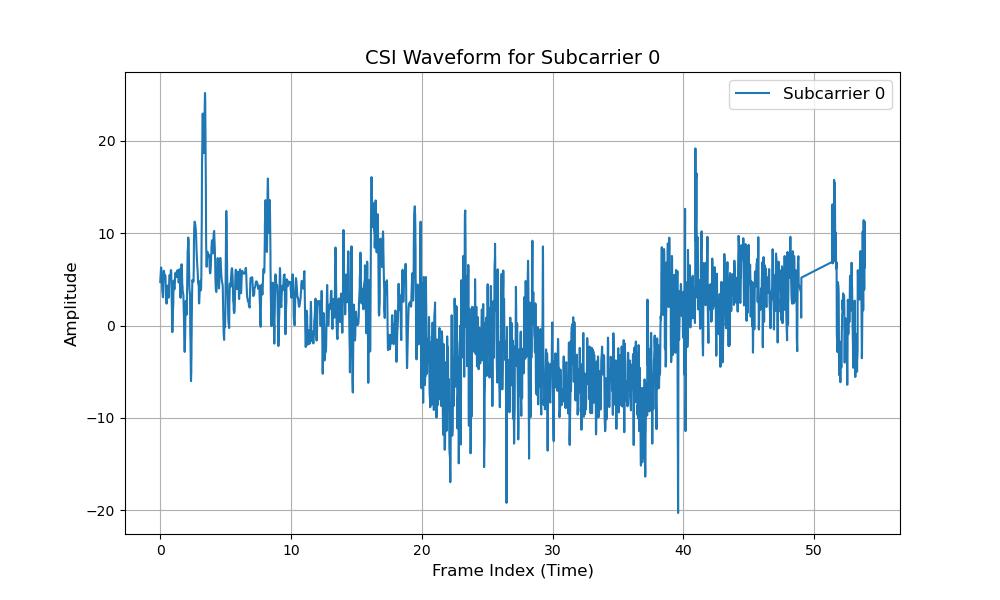 CSI Waveform for Subcarrier 0
Subcarrier 0
Amplitude
20
10
0
−10
−20
0 10 20 30 40 50
Frame Index (Time)